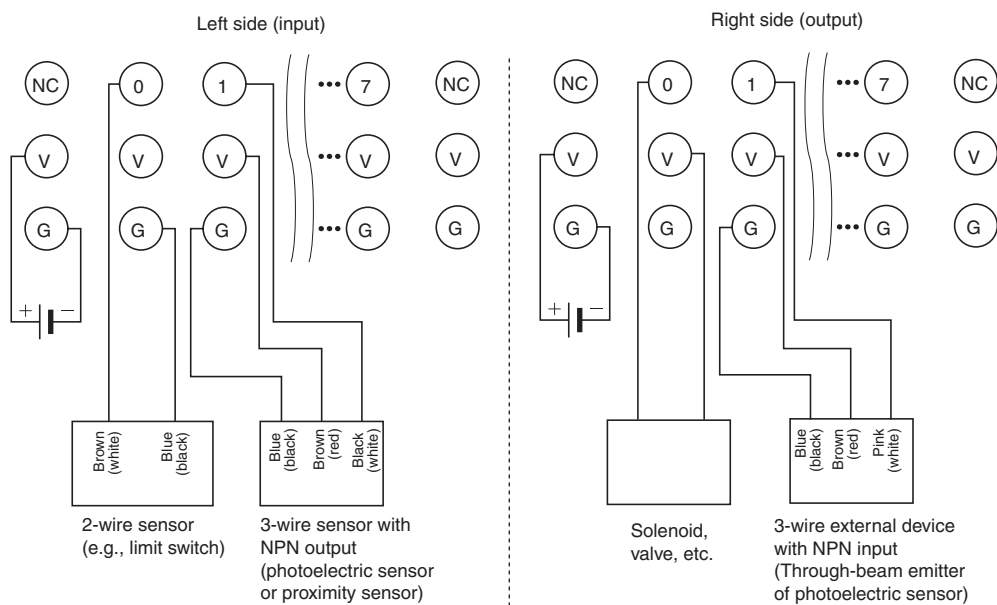 Left side (input)
NC 0 1 ••• 7 NC
V V V ••• V V
G G G ••• G G
+ −
Brown (white)
Blue (black)
Blue (black)
Brown (red)
Black (white)
2-wire sensor
(e.g., limit switch)
3-wire sensor with
NPN output
(photoelectric sensor
or proximity sensor)
Right side (output)
NC 0 1 ••• 7 NC
V V V ••• V V
G G G ••• G G
+ −
Blue (black)
Brown (red)
Pink (white)
Solenoid,
valve, etc.
3-wire external device
with NPN input
(Through-beam emitter
of photoelectric sensor)